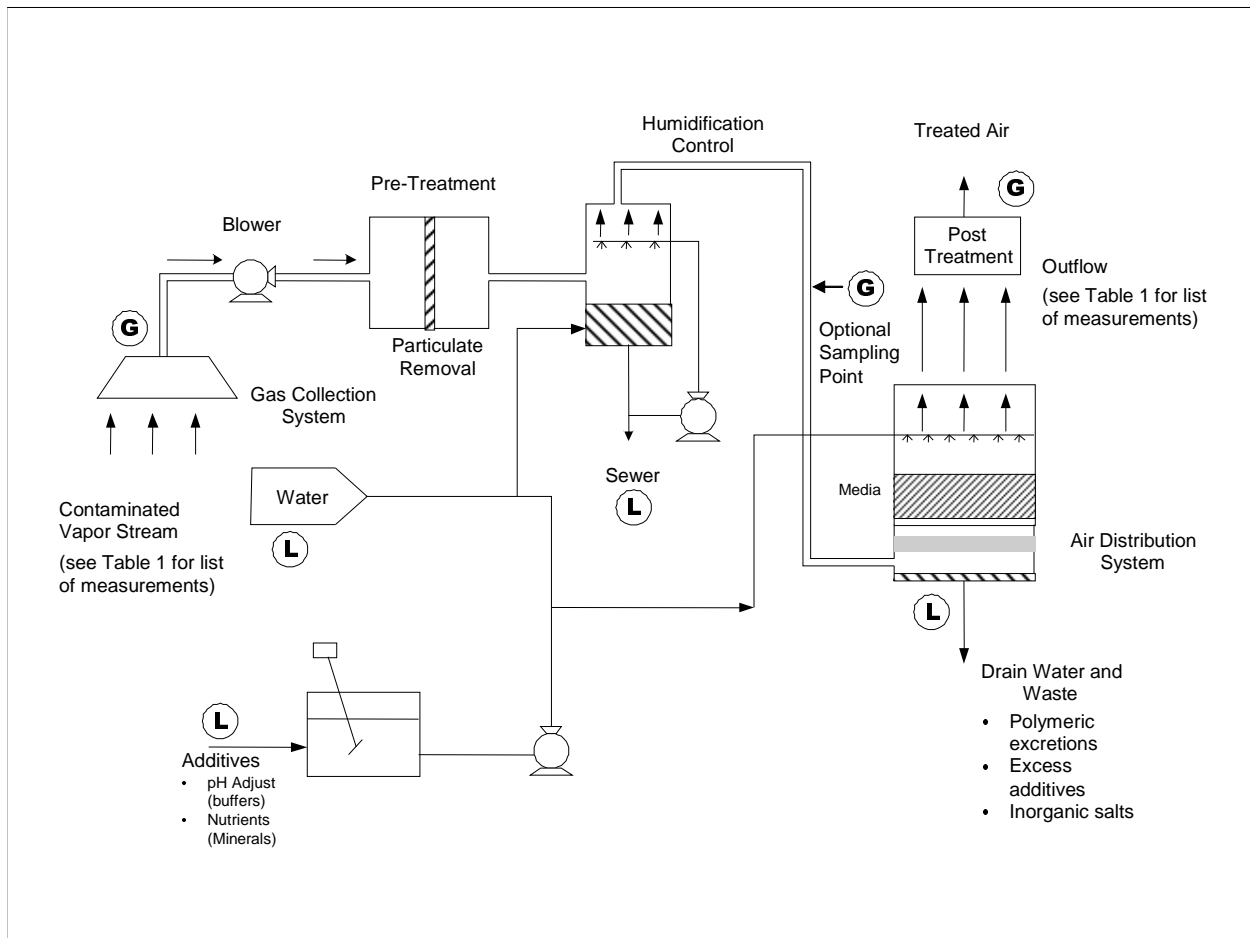 Humidification
Control
Treated Air
G
Pre-Treatment
Blower
Post
Treatment
Outflow
(see Table 1 for list
of measurements)
G
G
Optional
Sampling
Point
Particulate
Removal
Gas Collection
System
Contaminated
Vapor Stream
(see Table 1 for list
of measurements)
Water
L
Sewer
L
Media
Air Distribution
System
L
Drain Water and
Waste
• Polymeric
excretions
• Excess
additives
• Inorganic salts
L
Additives
• pH Adjust
(buffers)
• Nutrients
(Minerals)